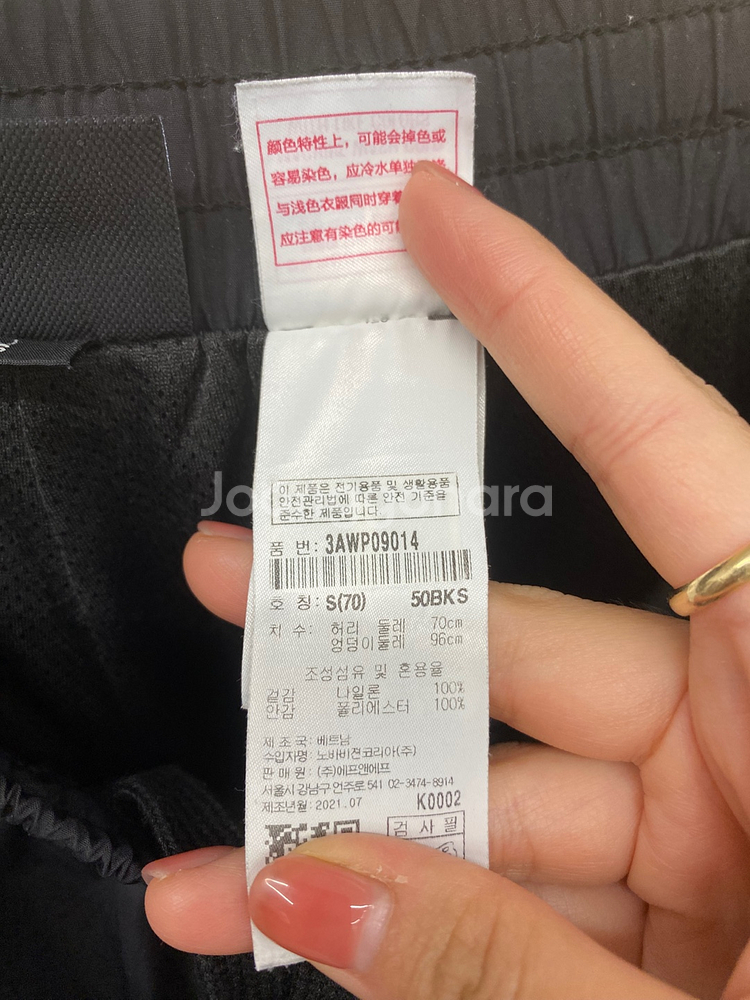 颜色特性上，可能会掉色或
容易染色，应冷水单独
与浅色衣服同时穿着
应注意有染色的可能
Joonggonara
이 제품은 전기용품 및 생활용품
안전관리법에 따른 안전 기준을
준수한 제품입니다.
품 번: 3AWP09014
호 칭: S(70) 50BKS
치 수: 허리 둘레 70cm
엉덩이둘레 96cm
조성섬유 및 혼용율
겉감 나일론 100%
안감 폴리에스터 100%
제 조 국: 베트남
수입자명: 노바비젼코리아(주)
판 매 원: (주)에프앤에프
서울시 강남구 언주로 541 02-3474-8914
제조년월: 2021.07 K0002
검 사 필